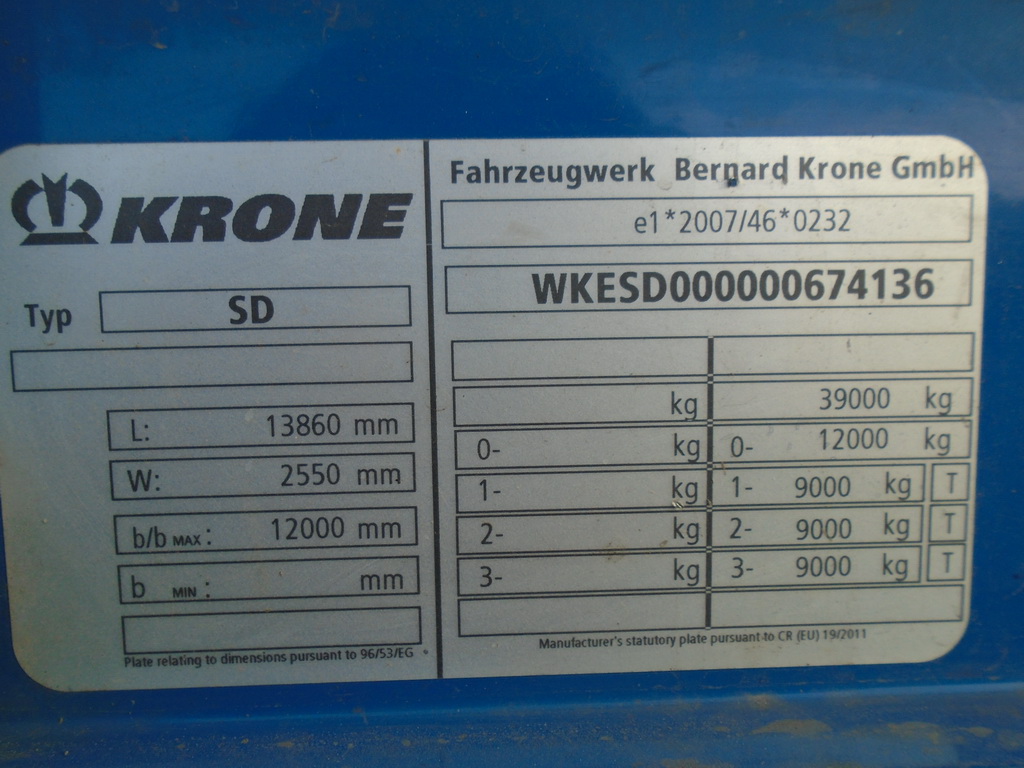 KRONE
Typ SD
L: 13860 mm
W: 2550 mm
b/b MAX : 12000 mm
b MIN : mm
Plate relating to dimensions pursuant to 96/53/EG
Fahrzeugwerk Bernard Krone GmbH
e1*2007/46*0232
WKESD000000674136
kg 39000 kg
0- kg 0- 12000 kg
1- kg 1- 9000 kg T
2- kg 2- 9000 kg T
3- kg 3- 9000 kg T
Manufacturer's statutory plate pursuant to CR (EU) 19/2011